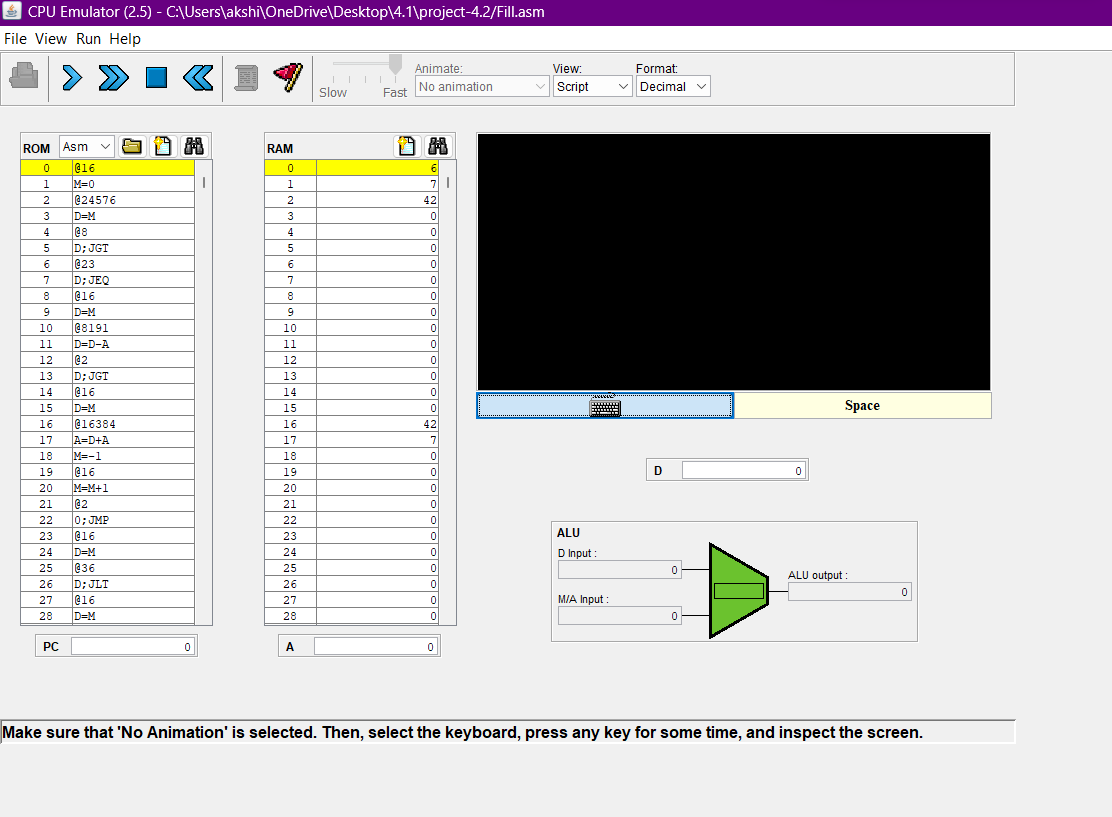 CPU Emulator (2.5) - C:\Users\akshi\OneDrive\Desktop\4.1\project-4.2/Fill.asm
File View Run Help
Slow Fast
Animate:
No animation
View:
Script
Format:
Decimal
ROM Asm
0 @16
1 M=0
2 @24576
3 D=M
4 @8
5 D;JGT
6 @23
7 D;JEQ
8 @16
9 D=M
10 @8191
11 D=D-A
12 @2
13 D;JGT
14 @16
15 D=M
16 @16384
17 A=D+A
18 M=-1
19 @16
20 M=M+1
21 @2
22 0;JMP
23 @16
24 D=M
25 @36
26 D;JLT
27 @16
28 D=M
PC 0
RAM
0 6
1 7
2 42
3 0
4 0
5 0
6 0
7 0
8 0
9 0
10 0
11 0
12 0
13 0
14 0
15 0
16 42
17 7
18 0
19 0
20 0
21 0
22 0
23 0
24 0
25 0
26 0
27 0
28 0
A 0
Space
D 0
ALU
D Input :
0
M/A Input :
0
ALU output :
0
Make sure that 'No Animation' is selected. Then, select the keyboard, press any key for some time, and inspect the screen.